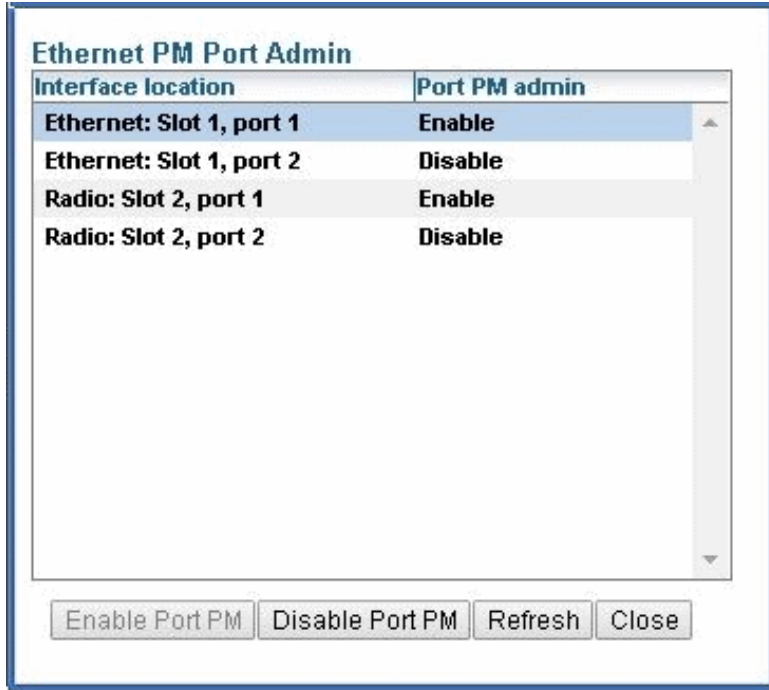 Ethernet PM Port Admin
Interface location Port PM admin
Ethernet: Slot 1, port 1 Enable
Ethernet: Slot 1, port 2 Disable
Radio: Slot 2, port 1 Enable
Radio: Slot 2, port 2 Disable
Enable Port PM Disable Port PM Refresh Close